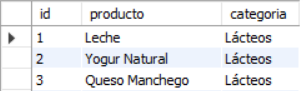 id producto categoria
1 Leche Lácteos
2 Yogur Natural Lácteos
3 Queso Manchego Lácteos